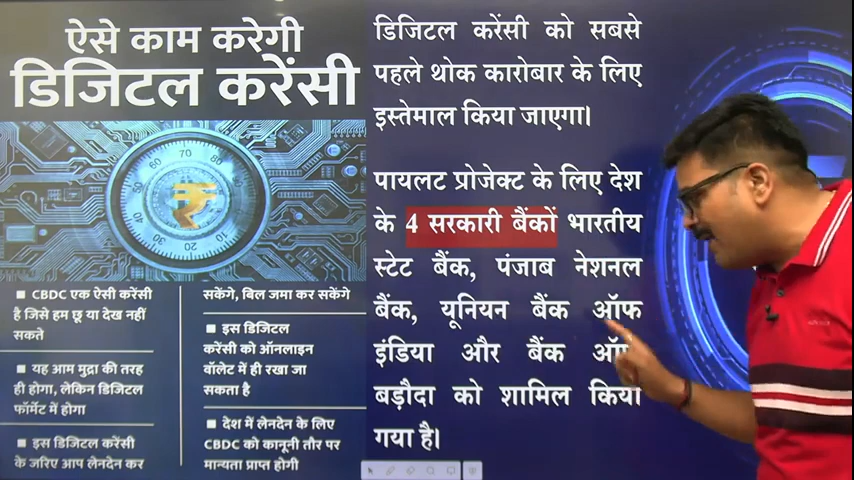 ऐसे काम करेगी
डिजिटल करेंसी
■ CBDC एक ऐसी करेंसी
है जिसे हम छू या देख नहीं
सकते
■ यह आम मुद्रा की तरह
ही होगा, लेकिन डिजिटल
फॉर्मेट में होगा
■ इस डिजिटल करेंसी
के जरिए आप लेनदेन कर
सकेंगे, बिल जमा कर सकेंगे
■ इस डिजिटल
करेंसी को ऑनलाइन
वॉलेट में ही रखा जा
सकता है
■ देश में लेनदेन के लिए
CBDC को कानूनी तौर पर
मान्यता प्राप्त होगी
डिजिटल करेंसी को सबसे
पहले थोक कारोबार के लिए
इस्तेमाल किया जाएगा।
पायलट प्रोजेक्ट के लिए देश
के 4 सरकारी बैंकों भारतीय
स्टेट बैंक, पंजाब नेशनल
बैंक, यूनियन बैंक ऑफ
इंडिया और बैंक ऑफ
बड़ौदा को शामिल किया
गया है।